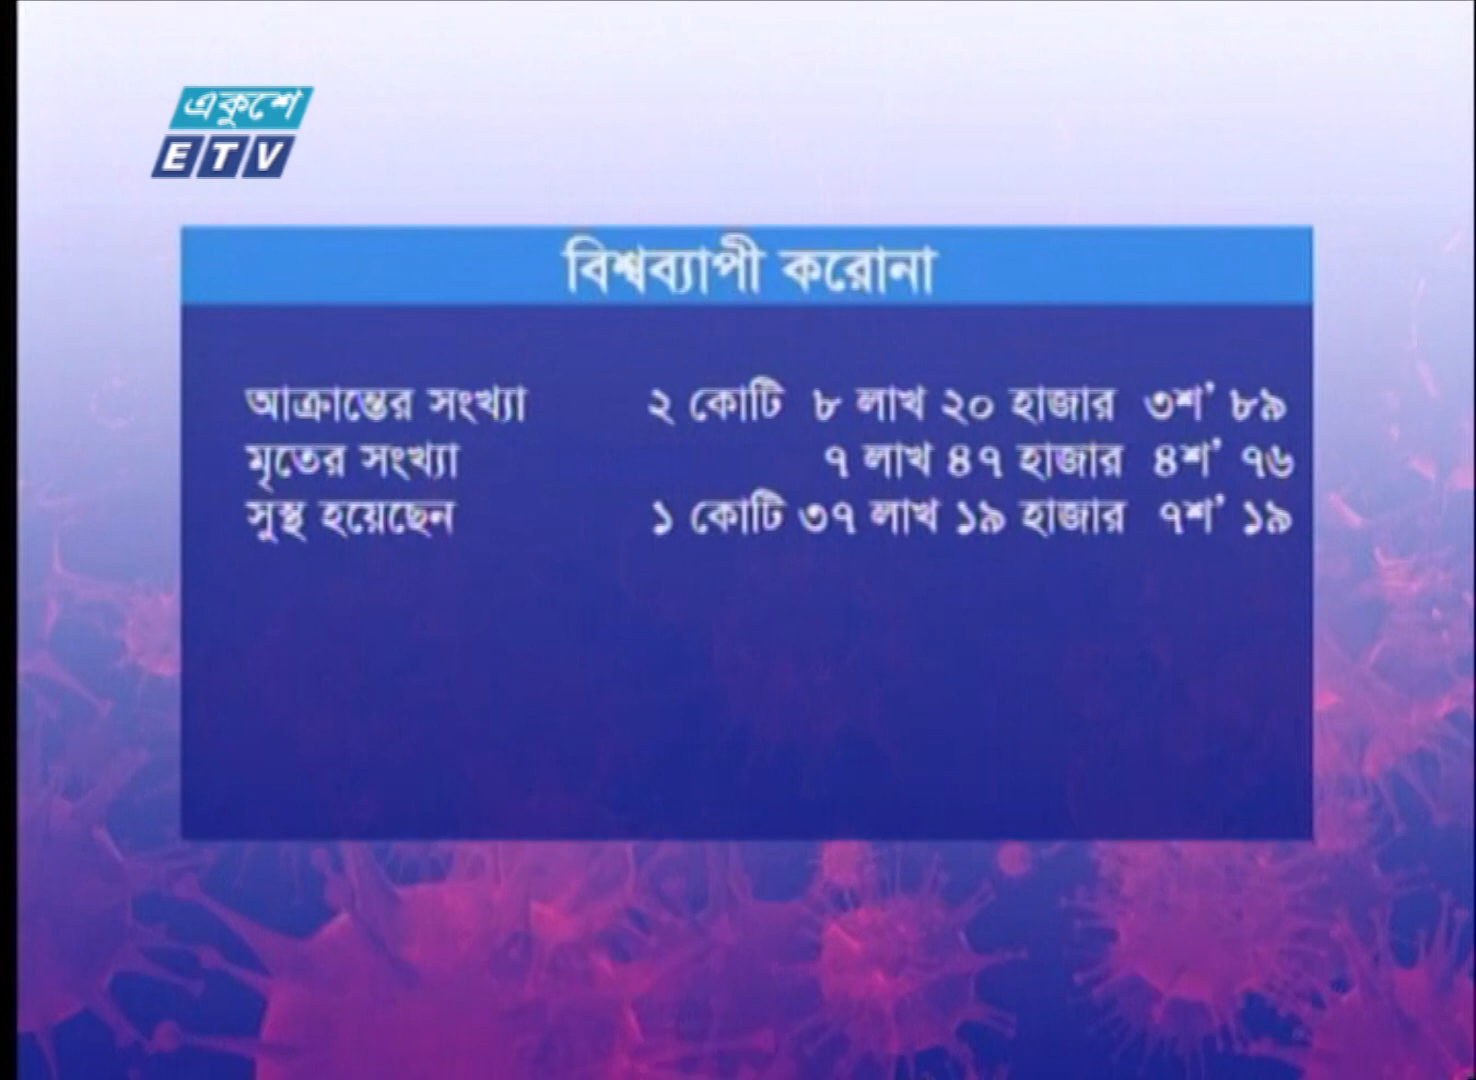 একুশে
ETV
বিশ্বব্যাপী করোনা
আক্রান্তের সংখ্যা ২ কোটি ৮ লাখ ২০ হাজার ৩শ’ ৮৯
মৃতের সংখ্যা ৭ লাখ ৪৭ হাজার ৪শ’ ৭৬
সুস্থ হয়েছেন ১ কোটি ৩৭ লাখ ১৯ হাজার ৭শ’ ১৯